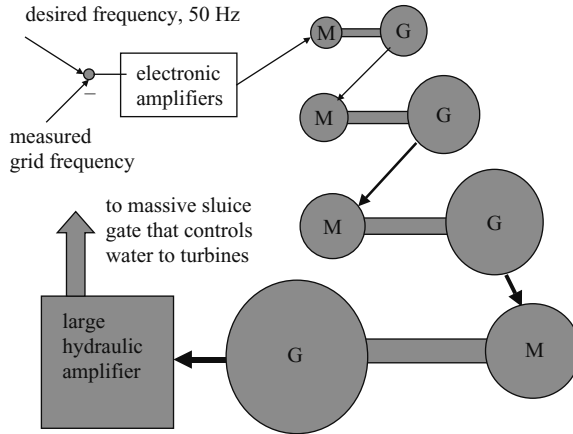 desired frequency, 50 Hz
M
G
electronic
amplifiers
–
M
G
measured
grid frequency
to massive sluice
gate that controls
water to turbines
M
G
large
hydraulic
amplifier
G
M